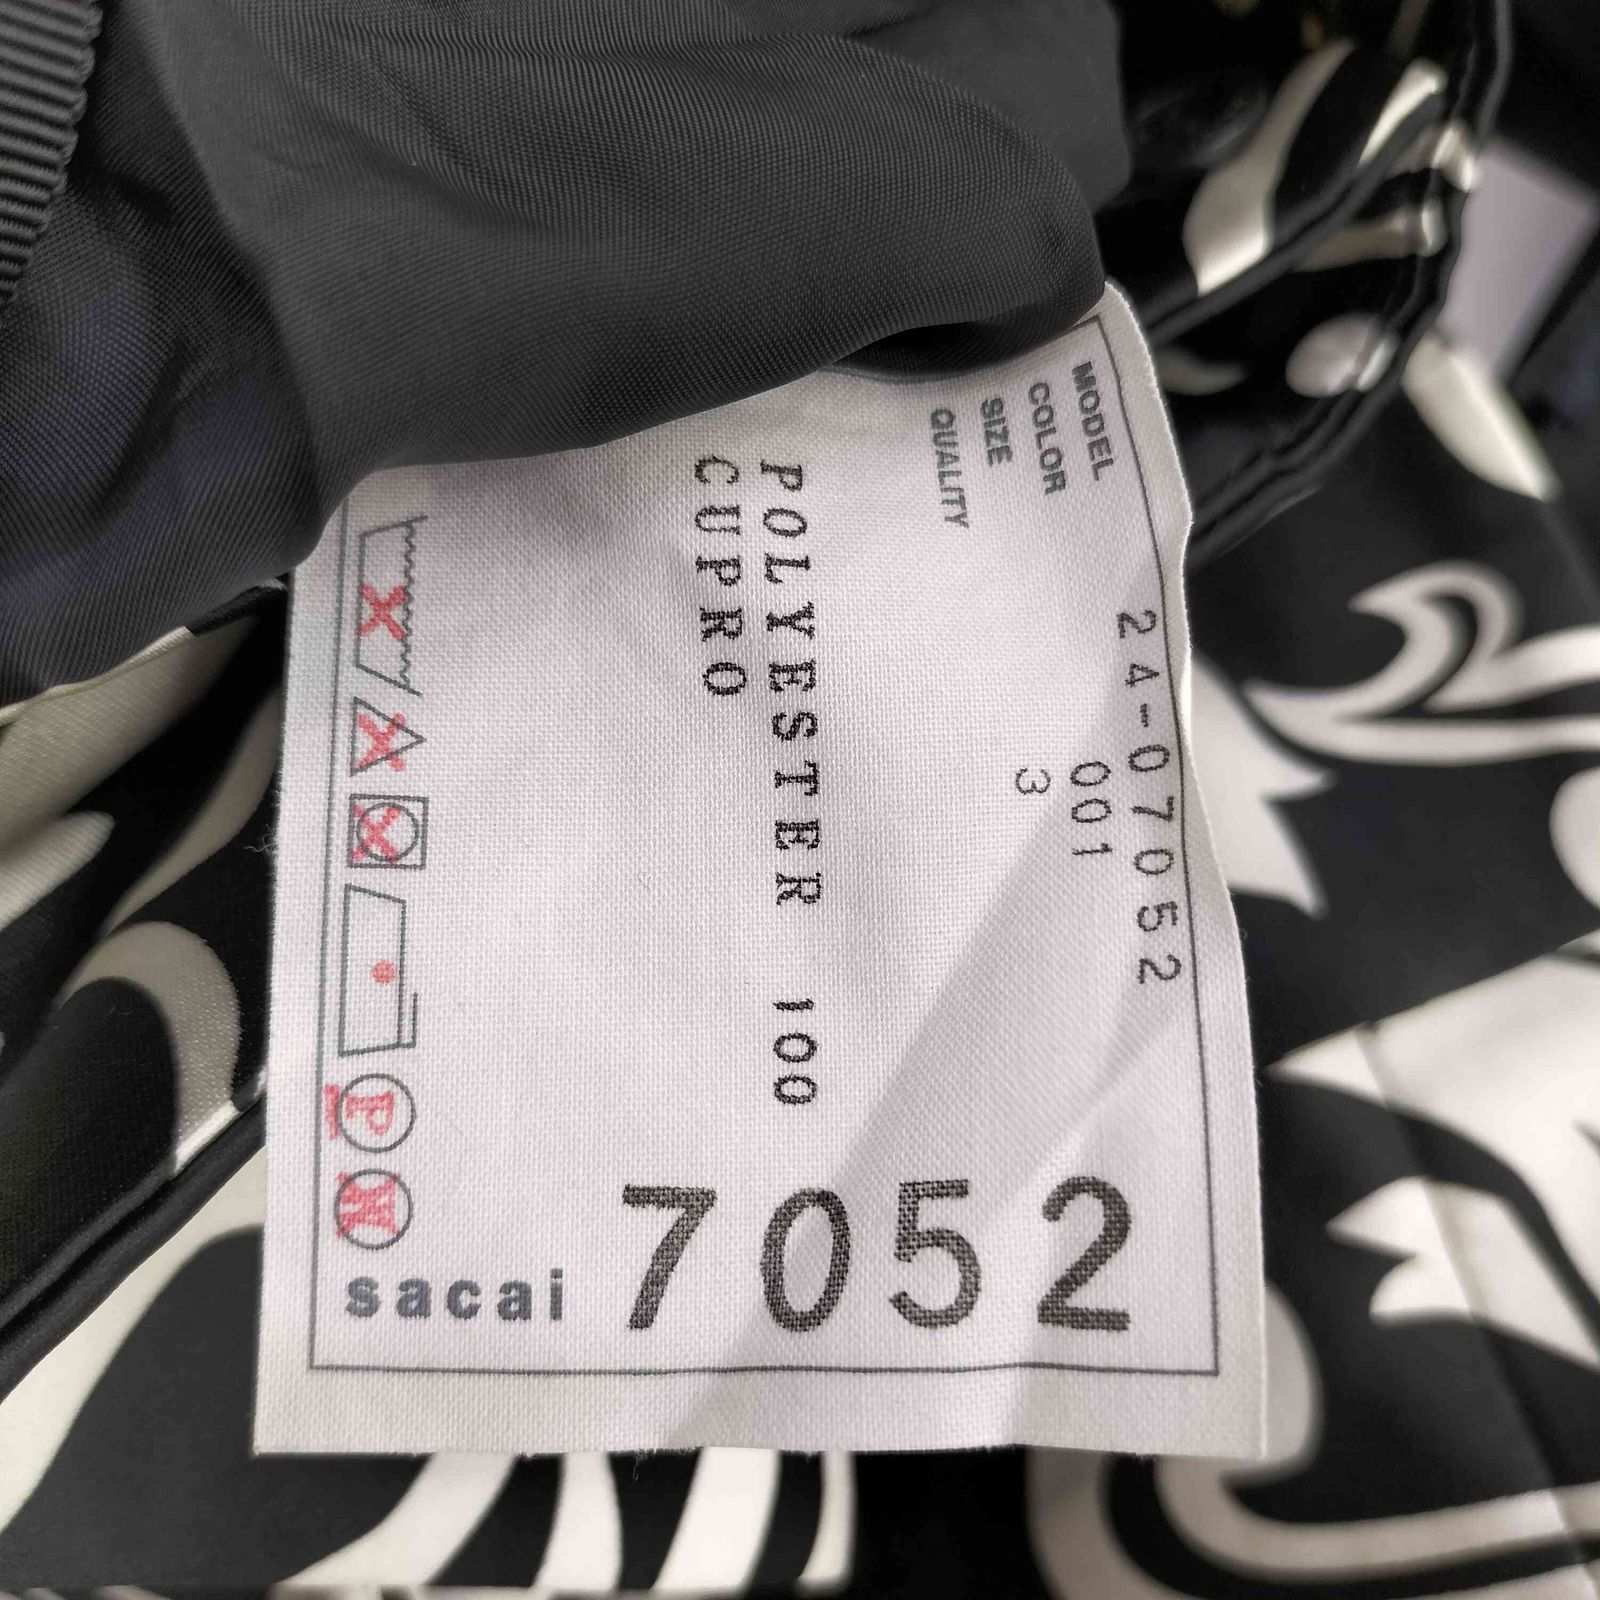 MODEL 24-07052
COLOR 001
SIZE 3
QUALITY
POLYESTER 100
CUPRO
P
W
sacai
7052